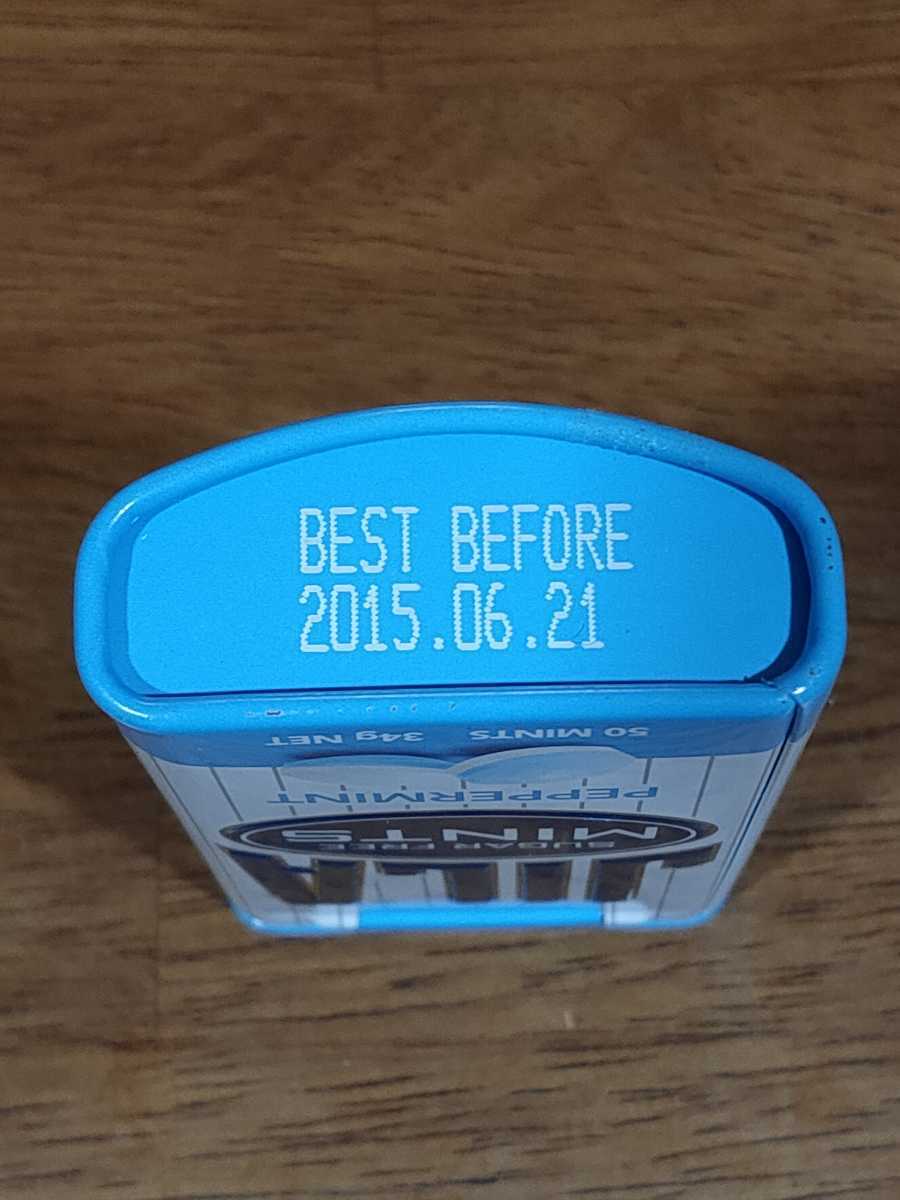 BEST BEFORE
2015.06.21
50 MINTS 34g NET
PEPPERMINT
MINTS
SUGAR FREE